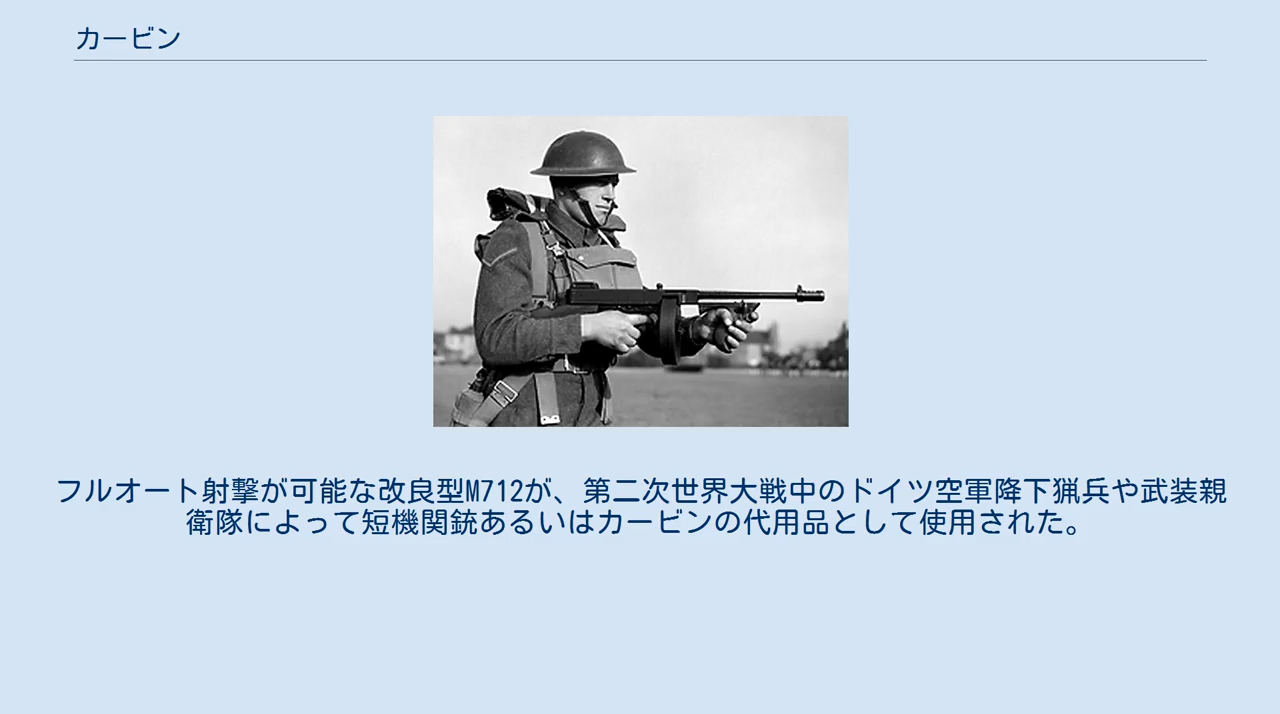 カービン
フルオート射撃が可能な改良型M712が、第二次世界大戦中のドイツ空軍降下猟兵や武装親
衛隊によって短機関銃あるいはカービンの代用品として使用された。